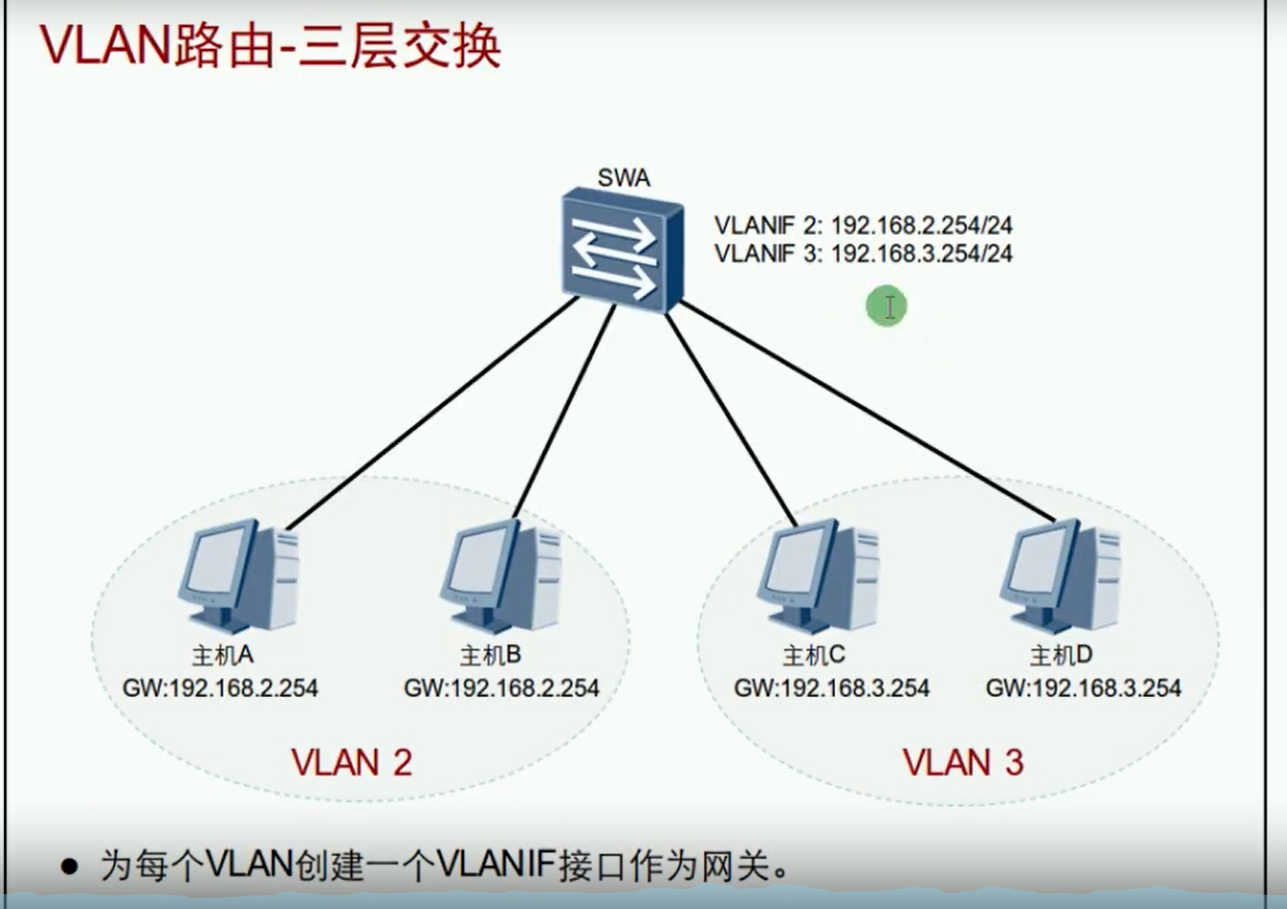 VLAN路由-三层交换
SWA
VLANIF 2: 192.168.2.254/24
VLANIF 3: 192.168.3.254/24
主机A
GW:192.168.2.254
主机B
GW:192.168.2.254
主机C
GW:192.168.3.254
主机D
GW:192.168.3.254
VLAN 2
VLAN 3
● 为每个VLAN创建一个VLANIF接口作为网关。